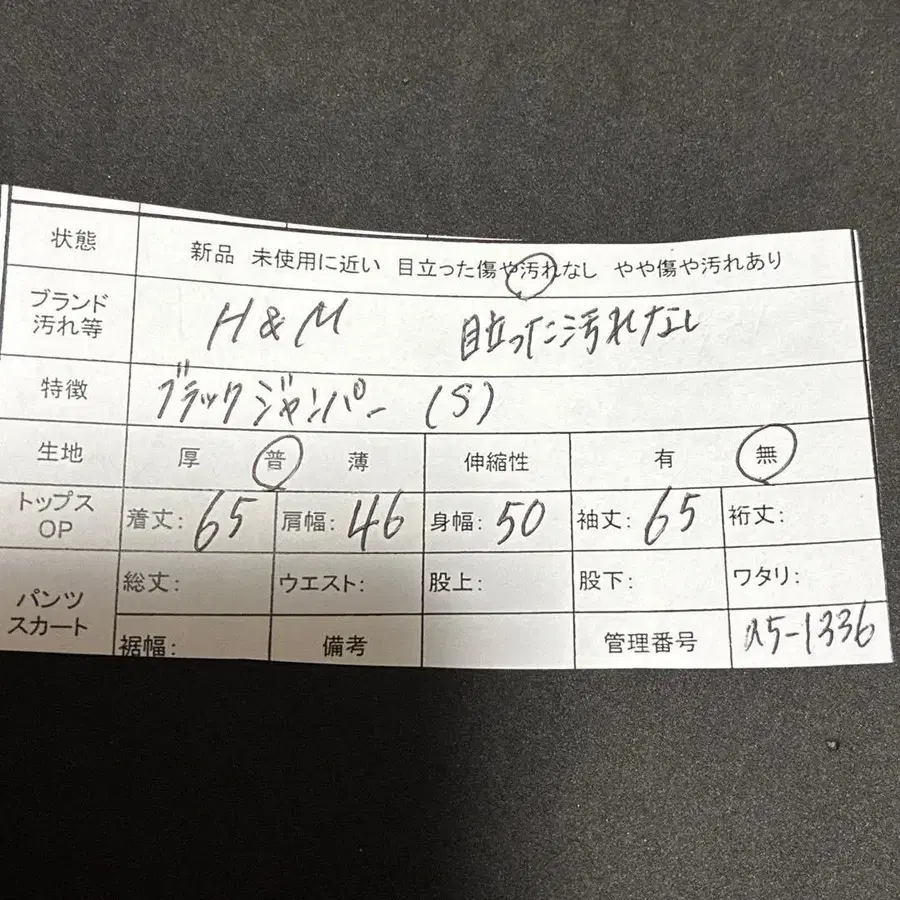 状態 新品 未使用に近い 目立った傷や汚れなし やや傷や汚れあり
ブランド
汚れ等 H&M 目立った汚れなし
特徴 ブラックジャンパー (S)
生地 厚 普 薄 伸縮性 有 無
トップス
OP 着丈: 65 肩幅: 46 身幅: 50 袖丈: 65 裄丈:
パンツ
スカート 総丈: ウエスト: 股上: 股下: ワタリ:
裾幅: 備考 管理番号 a5-1336